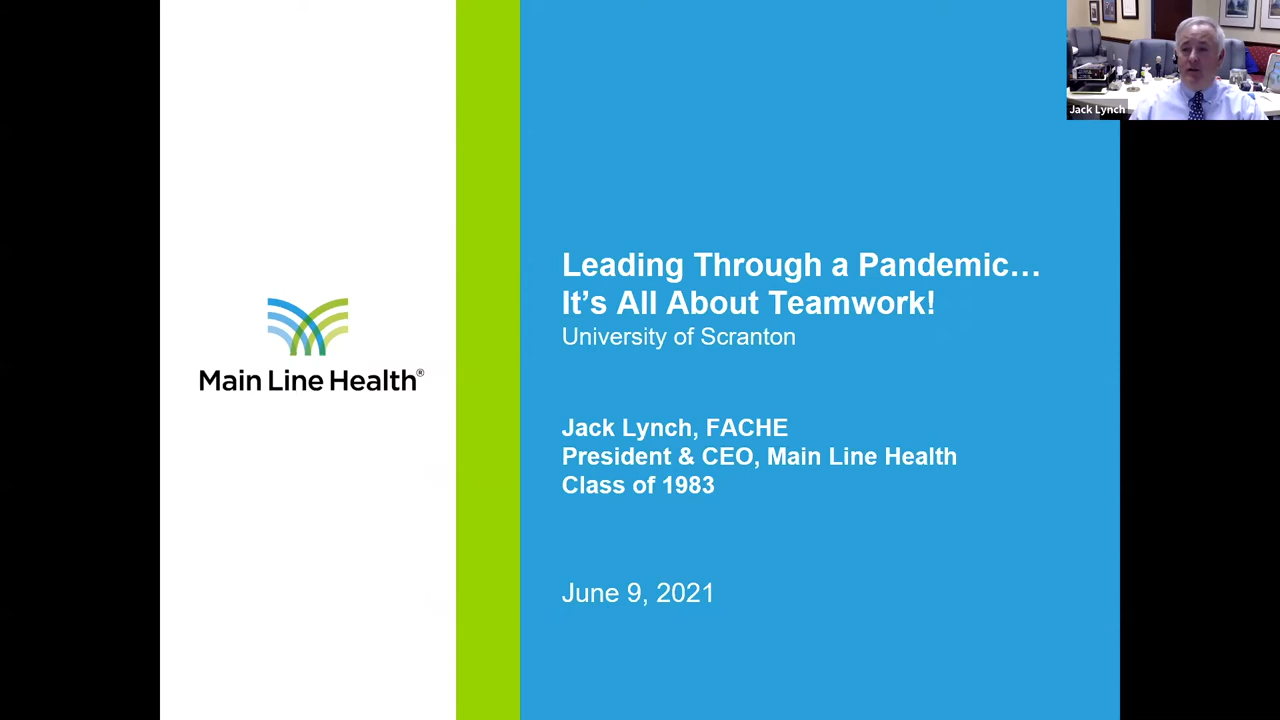 Jack Lynch
Main Line Health®
Leading Through a Pandemic…
It’s All About Teamwork!
University of Scranton
Jack Lynch, FACHE
President & CEO, Main Line Health
Class of 1983
June 9, 2021